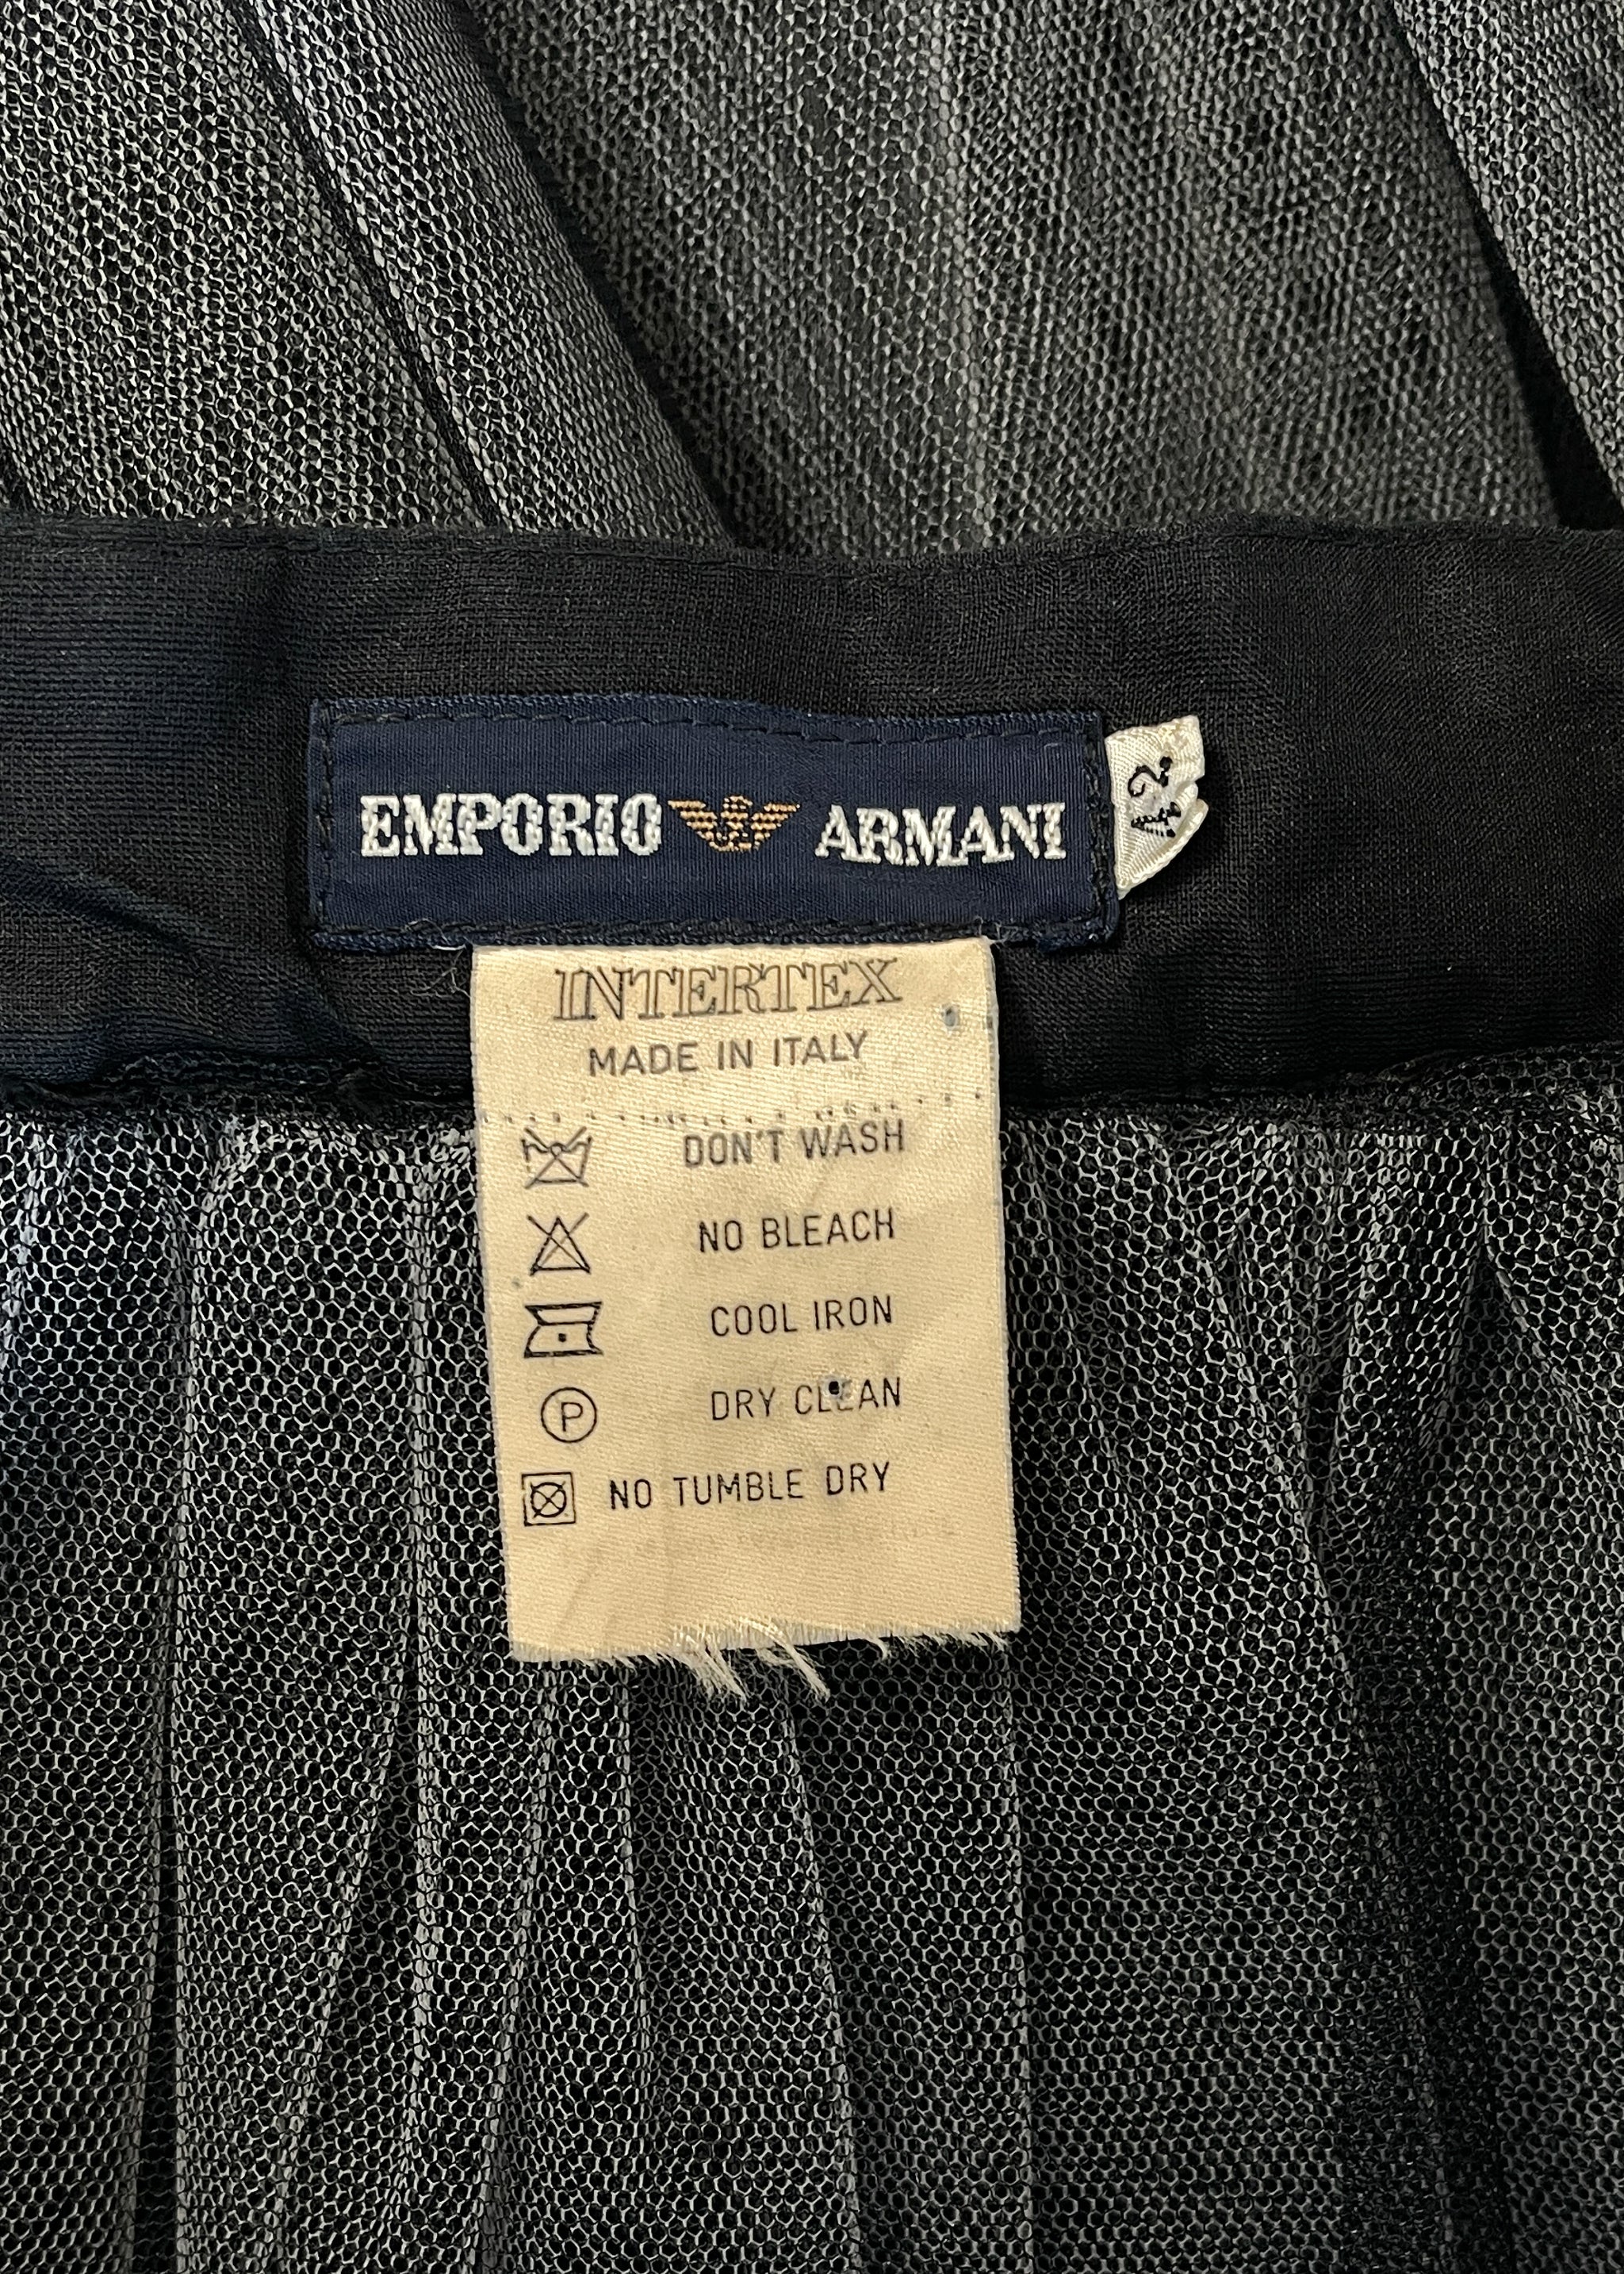 EMPORIO ARMANI
42
INTERTEX
MADE IN ITALY
DON'T WASH
NO BLEACH
COOL IRON
P DRY CLEAN
NO TUMBLE DRY